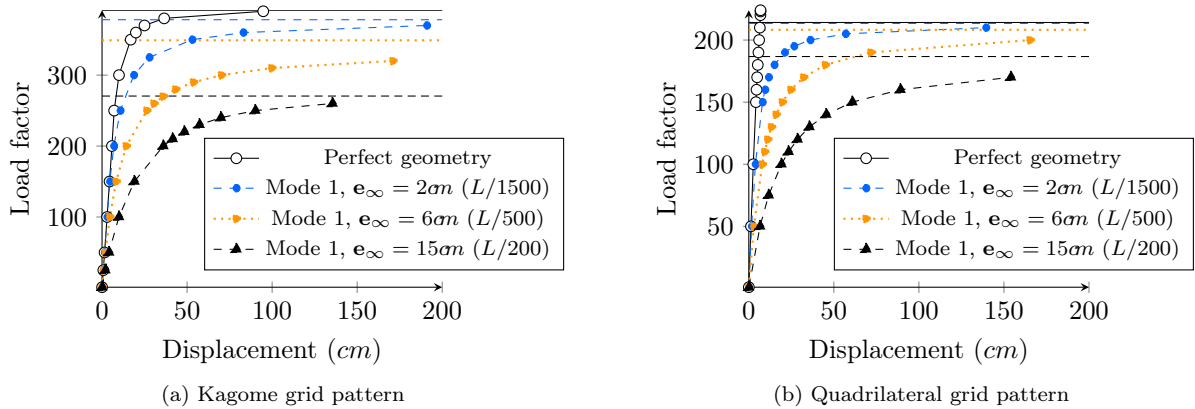 Load factor
300
200
100
0
50
100
150
200
Displacement (cm)
Perfect geometry
Mode 1, e∞ = 2cm (L/1500)
Mode 1, e∞ = 6cm (L/500)
Mode 1, e∞ = 15cm (L/200)
(a) Kagome grid pattern
Load factor
200
150
100
50
0
50
100
150
200
Displacement (cm)
Perfect geometry
Mode 1, e∞ = 2cm (L/1500)
Mode 1, e∞ = 6cm (L/500)
Mode 1, e∞ = 15cm (L/200)
(b) Quadrilateral grid pattern